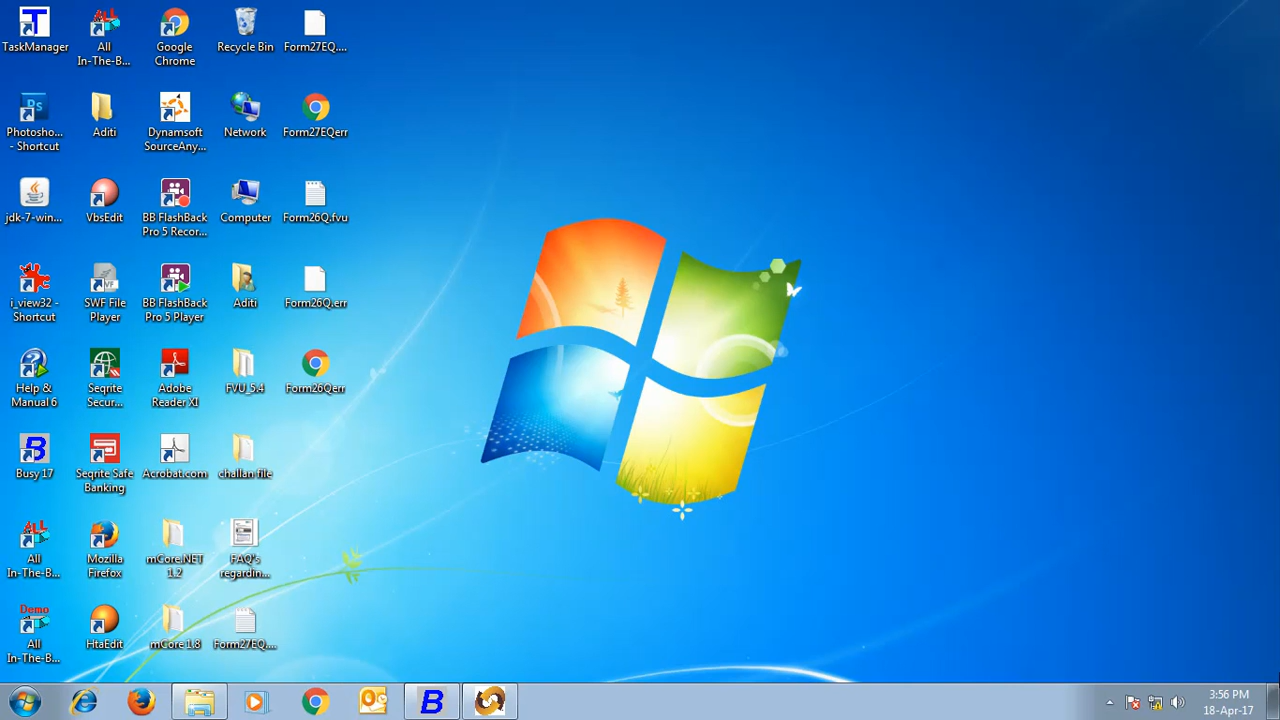 TaskManager
All
In-The-B...
Google
Chrome
Recycle Bin
Form27EQ....
Photosho...
- Shortcut
Aditi
Dynamsoft
SourceAny...
Network
Form27EQerr
jdk-7-win...
VbsEdit
BB FlashBack
Pro 5 Recor...
Computer
Form26Q.fvu
i_view32 -
Shortcut
SWF File
Player
BB FlashBack
Pro 5 Player
Aditi
Form26Q.err
Help &
Manual 6
Seqrite
Secur...
Adobe
Reader XI
FVU_5.4
Form26Qerr
Busy 17
Seqrite Safe
Banking
Acrobat.com
challan file
All
In-The-B...
Mozilla
Firefox
mCore.NET
1.2
FAQ's
regardin...
Demo
All
In-The-B...
HtaEdit
mCore 1.8
Form27EQ....
3:56 PM
18-Apr-17